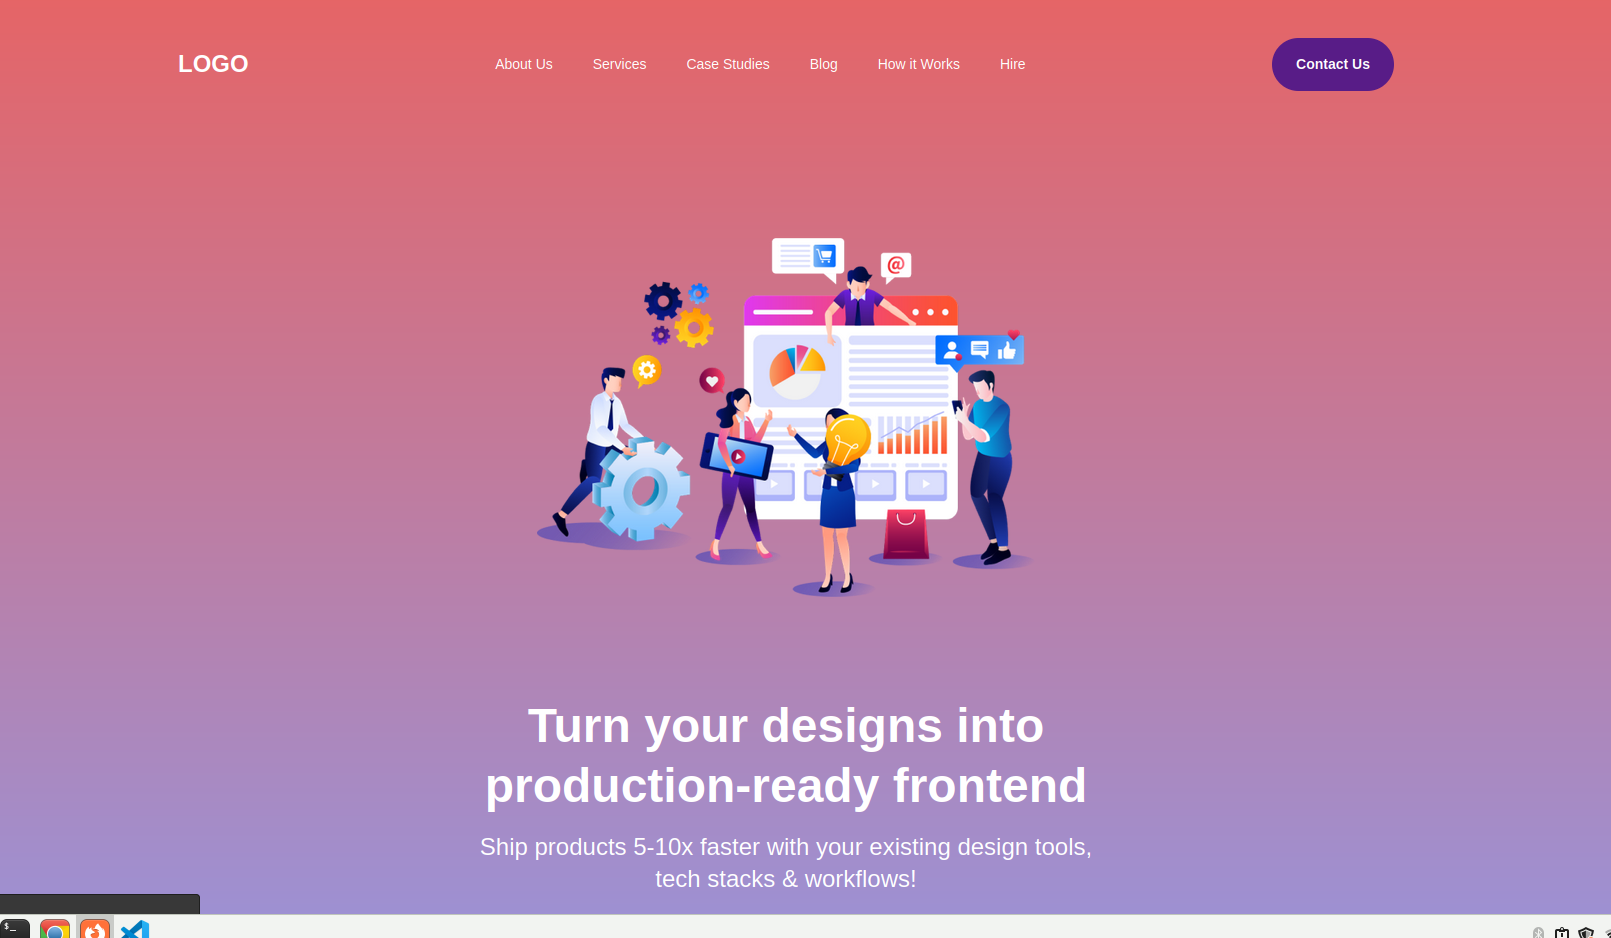 LOGO
About Us Services Case Studies Blog How it Works Hire
Contact Us
@
Turn your designs into
production-ready frontend
Ship products 5-10x faster with your existing design tools,
tech stacks & workflows!
$_